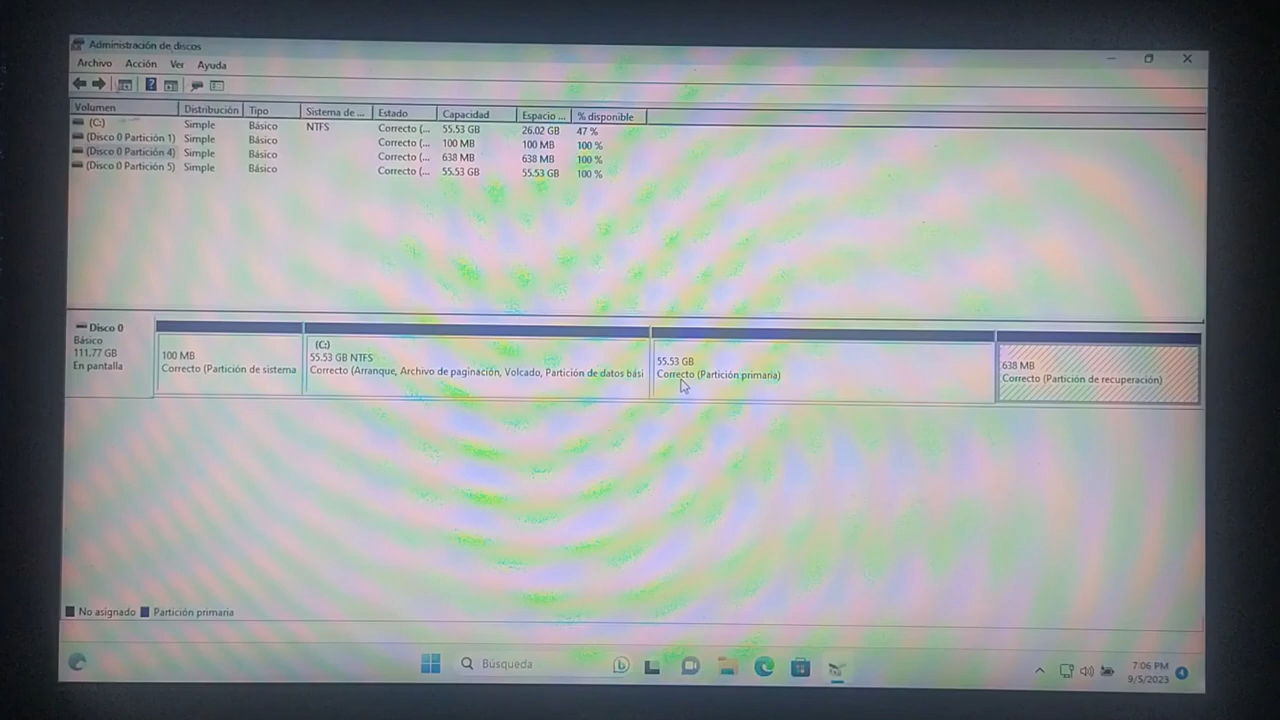 Administración de discos
Archivo Acción Ver Ayuda
Volumen Distribución Tipo Sistema de ... Estado Capacidad Espacio ... % disponible
(C:) Simple Básico NTFS Correcto (... 55.53 GB 26.02 GB 47 %
(Disco 0 Partición 1) Simple Básico Correcto (... 100 MB 100 MB 100 %
(Disco 0 Partición 4) Simple Básico Correcto (... 638 MB 638 MB 100 %
(Disco 0 Partición 5) Simple Básico Correcto (... 55.53 GB 55.53 GB 100 %
Disco 0
Básico
111.77 GB
En pantalla
100 MB
Correcto (Partición de sistema
(C:)
55.53 GB NTFS
Correcto (Arranque, Archivo de paginación, Volcado, Partición de datos bási
55.53 GB
Correcto (Partición primaria)
638 MB
Correcto (Partición de recuperación)
No asignado Partición primaria
Búsqueda
7:06 PM
9/5/2023
4